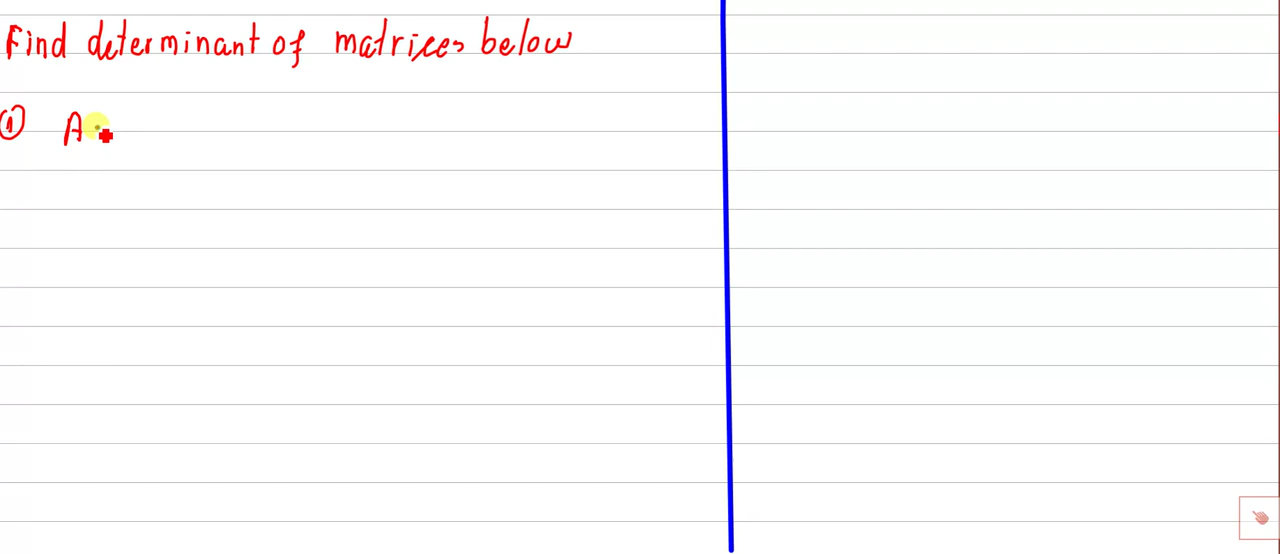 Find determinant of matrices below
① A